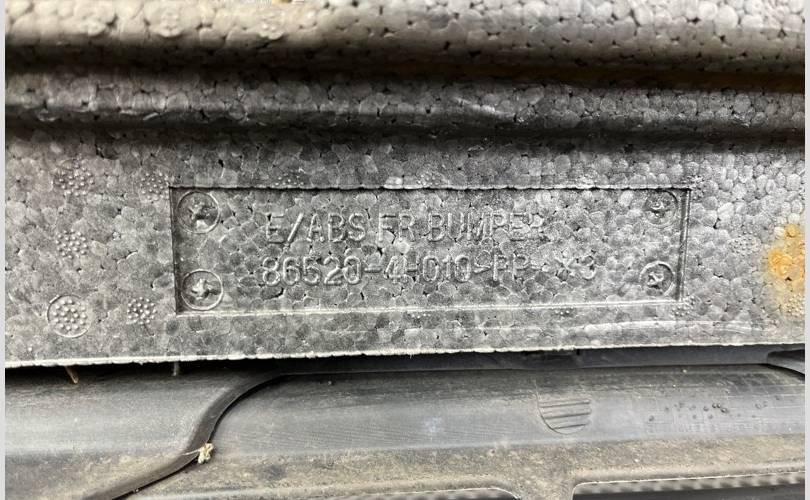 E/ABS FR BUMPER
86520-4H010>PP< X3